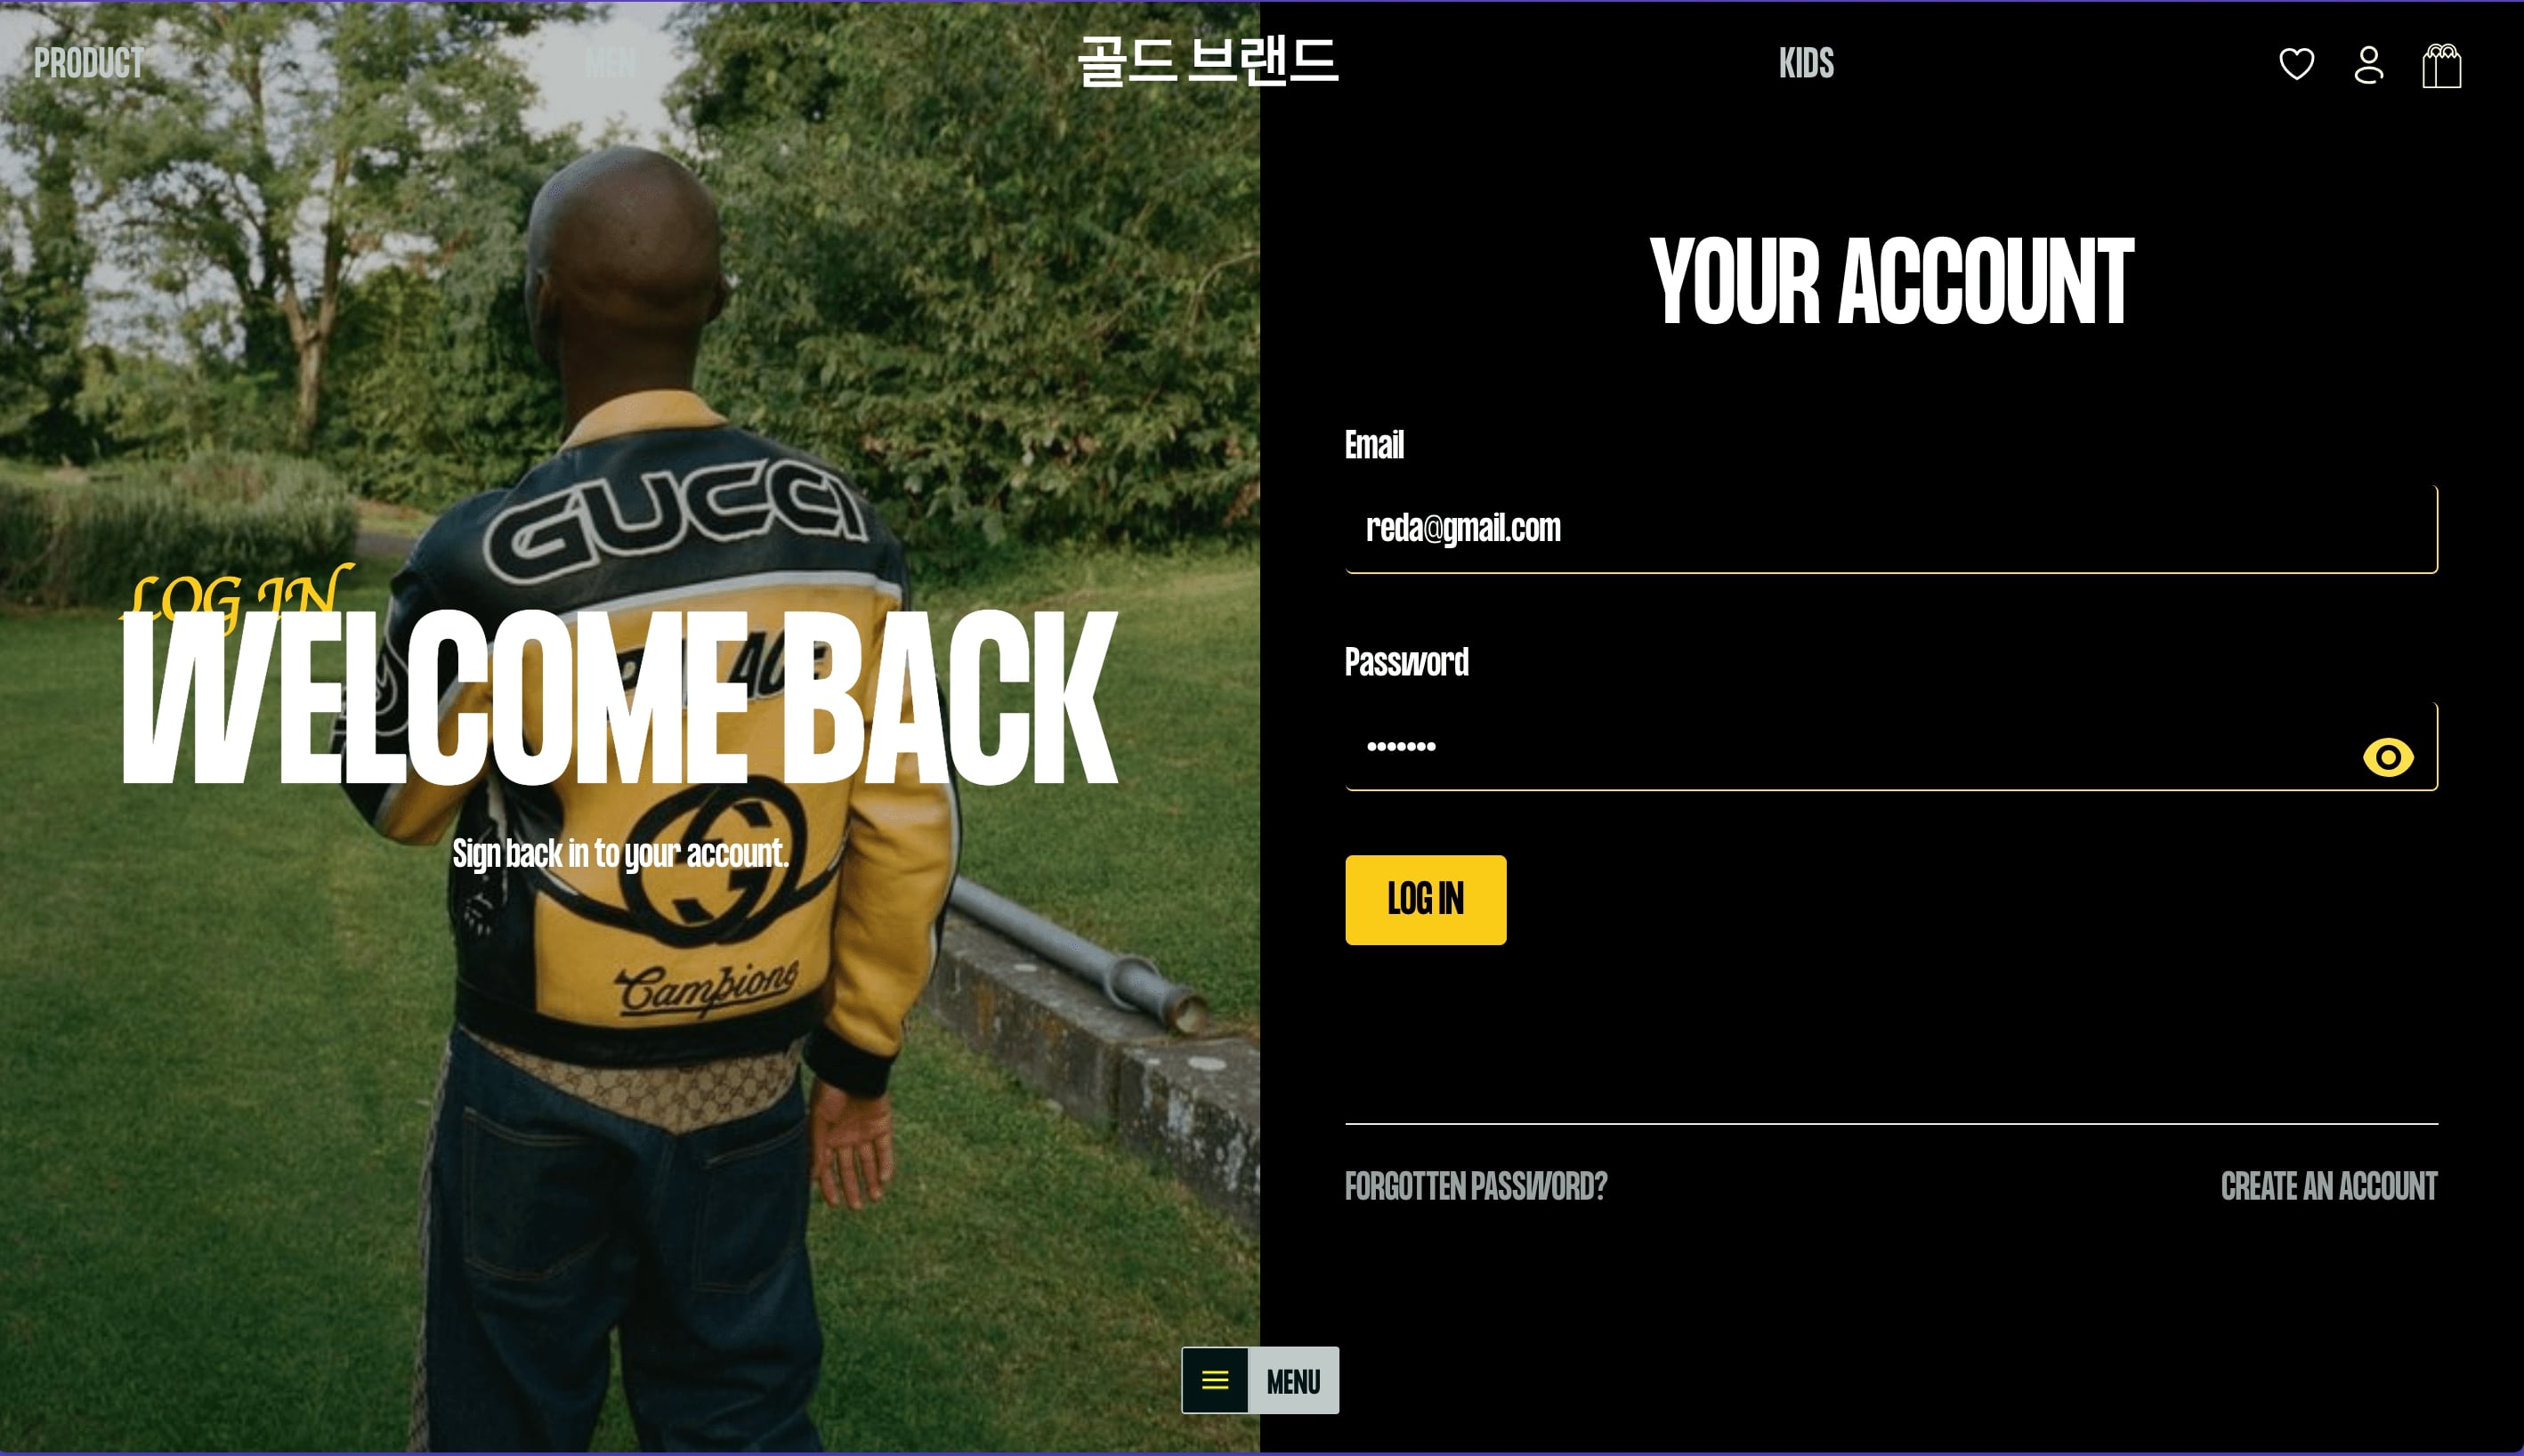 PRODUCT
MEN
골드 브랜드
KIDS
GUCCI
LOG IN
WELCOME BACK
Sign back in to your account.
Campione
YOUR ACCOUNT
Email
reda@gmail.com
Password
•••••••
LOG IN
FORGOTTEN PASSWORD?
CREATE AN ACCOUNT
MENU